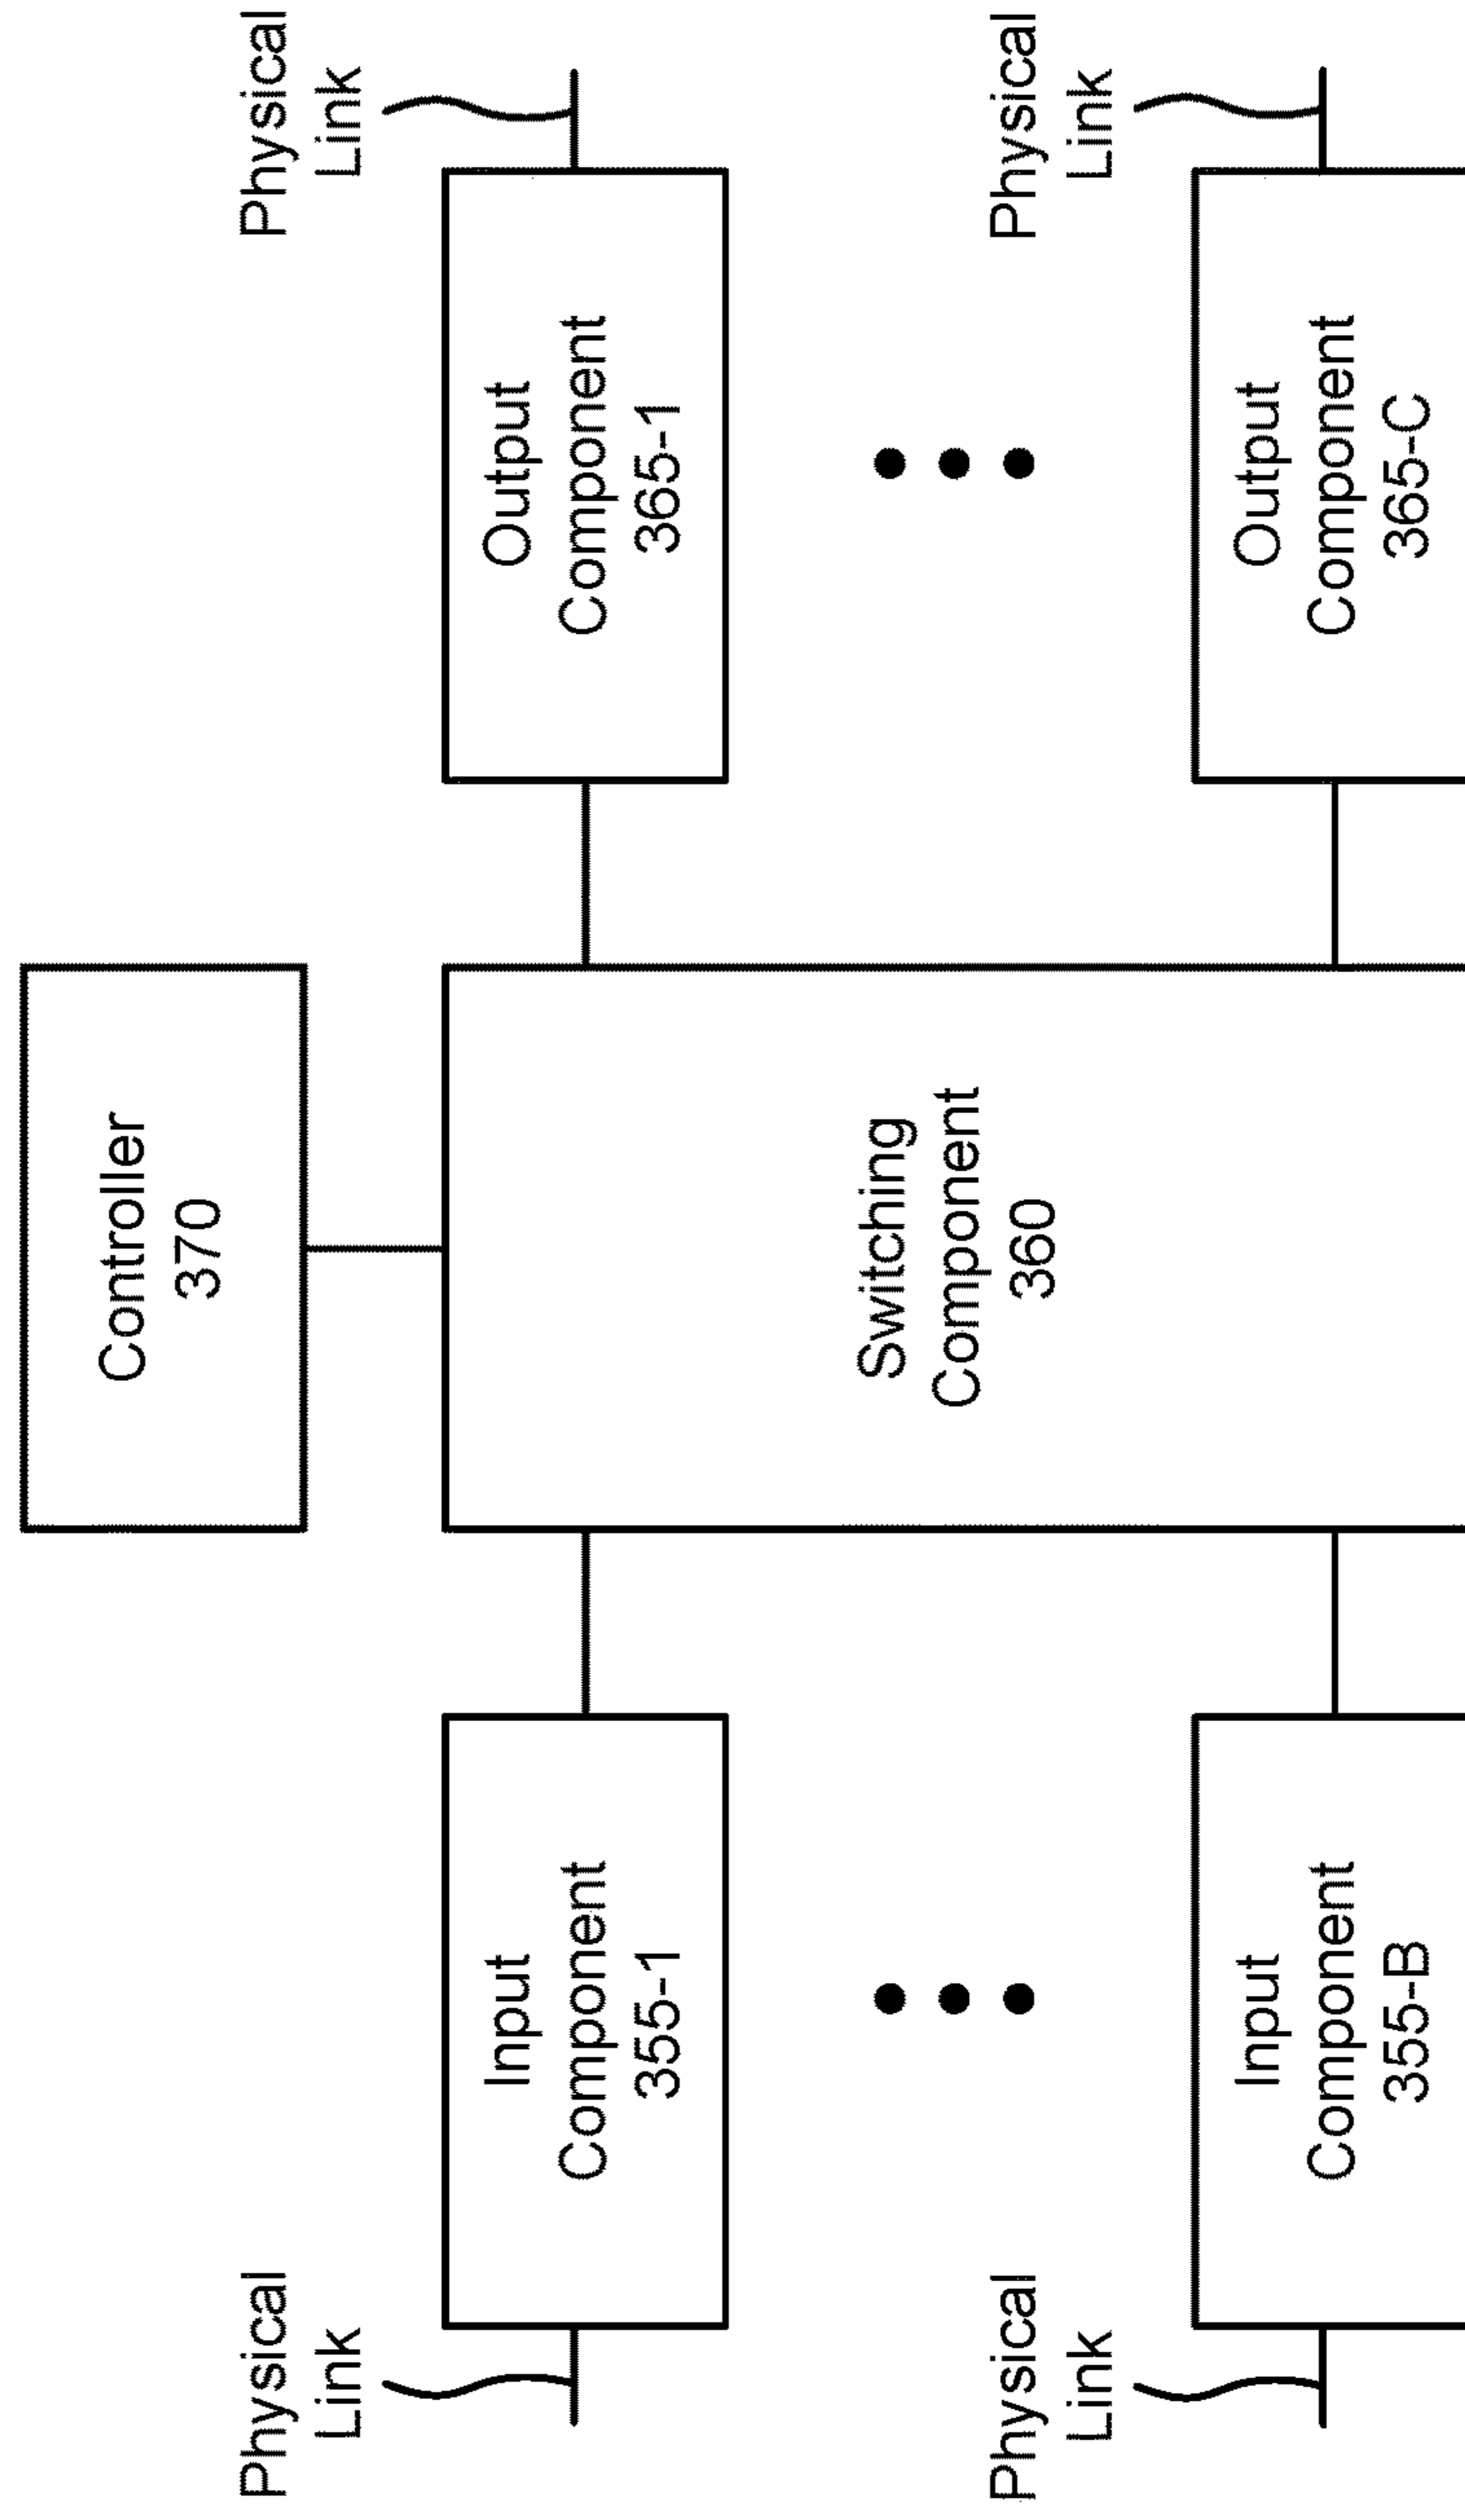 Controller
370
Physical
Link
Physical
Link
Input
Component
355-1
Output
Component
365-1
Switching
Component
360
Physical
Link
Physical
Link
Input
Component
355-B
Output
Component
365-C